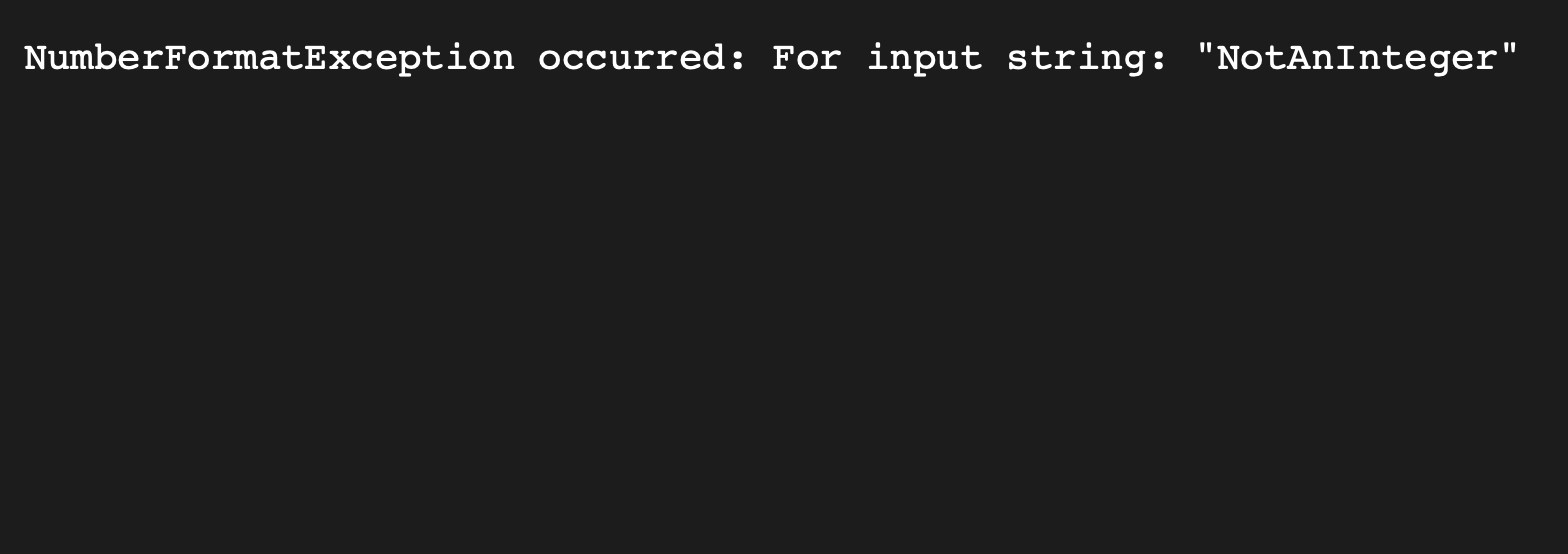 NumberFormatException occurred: For input string: "NotAnInteger"